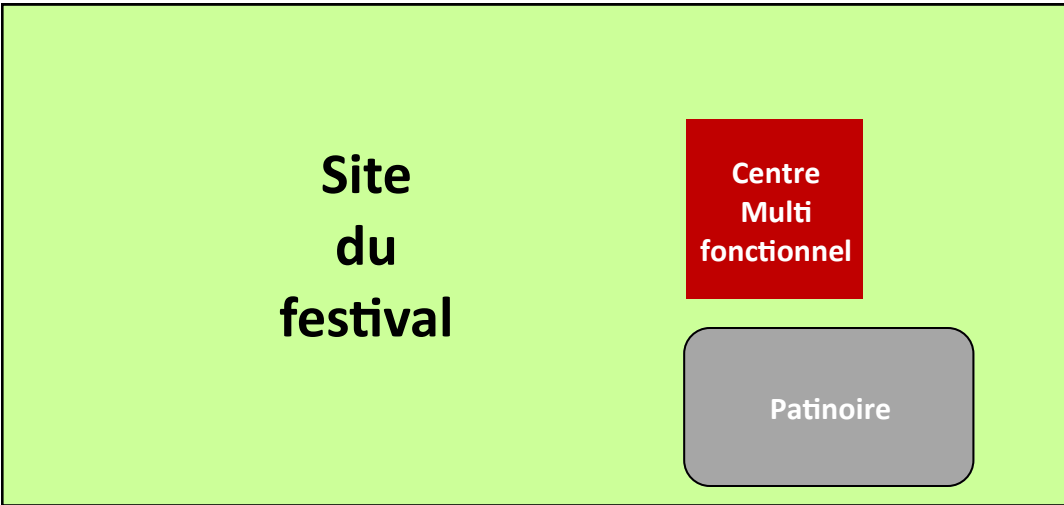 Site
du
festival
Centre
Multi
fonctionnel
Patinoire